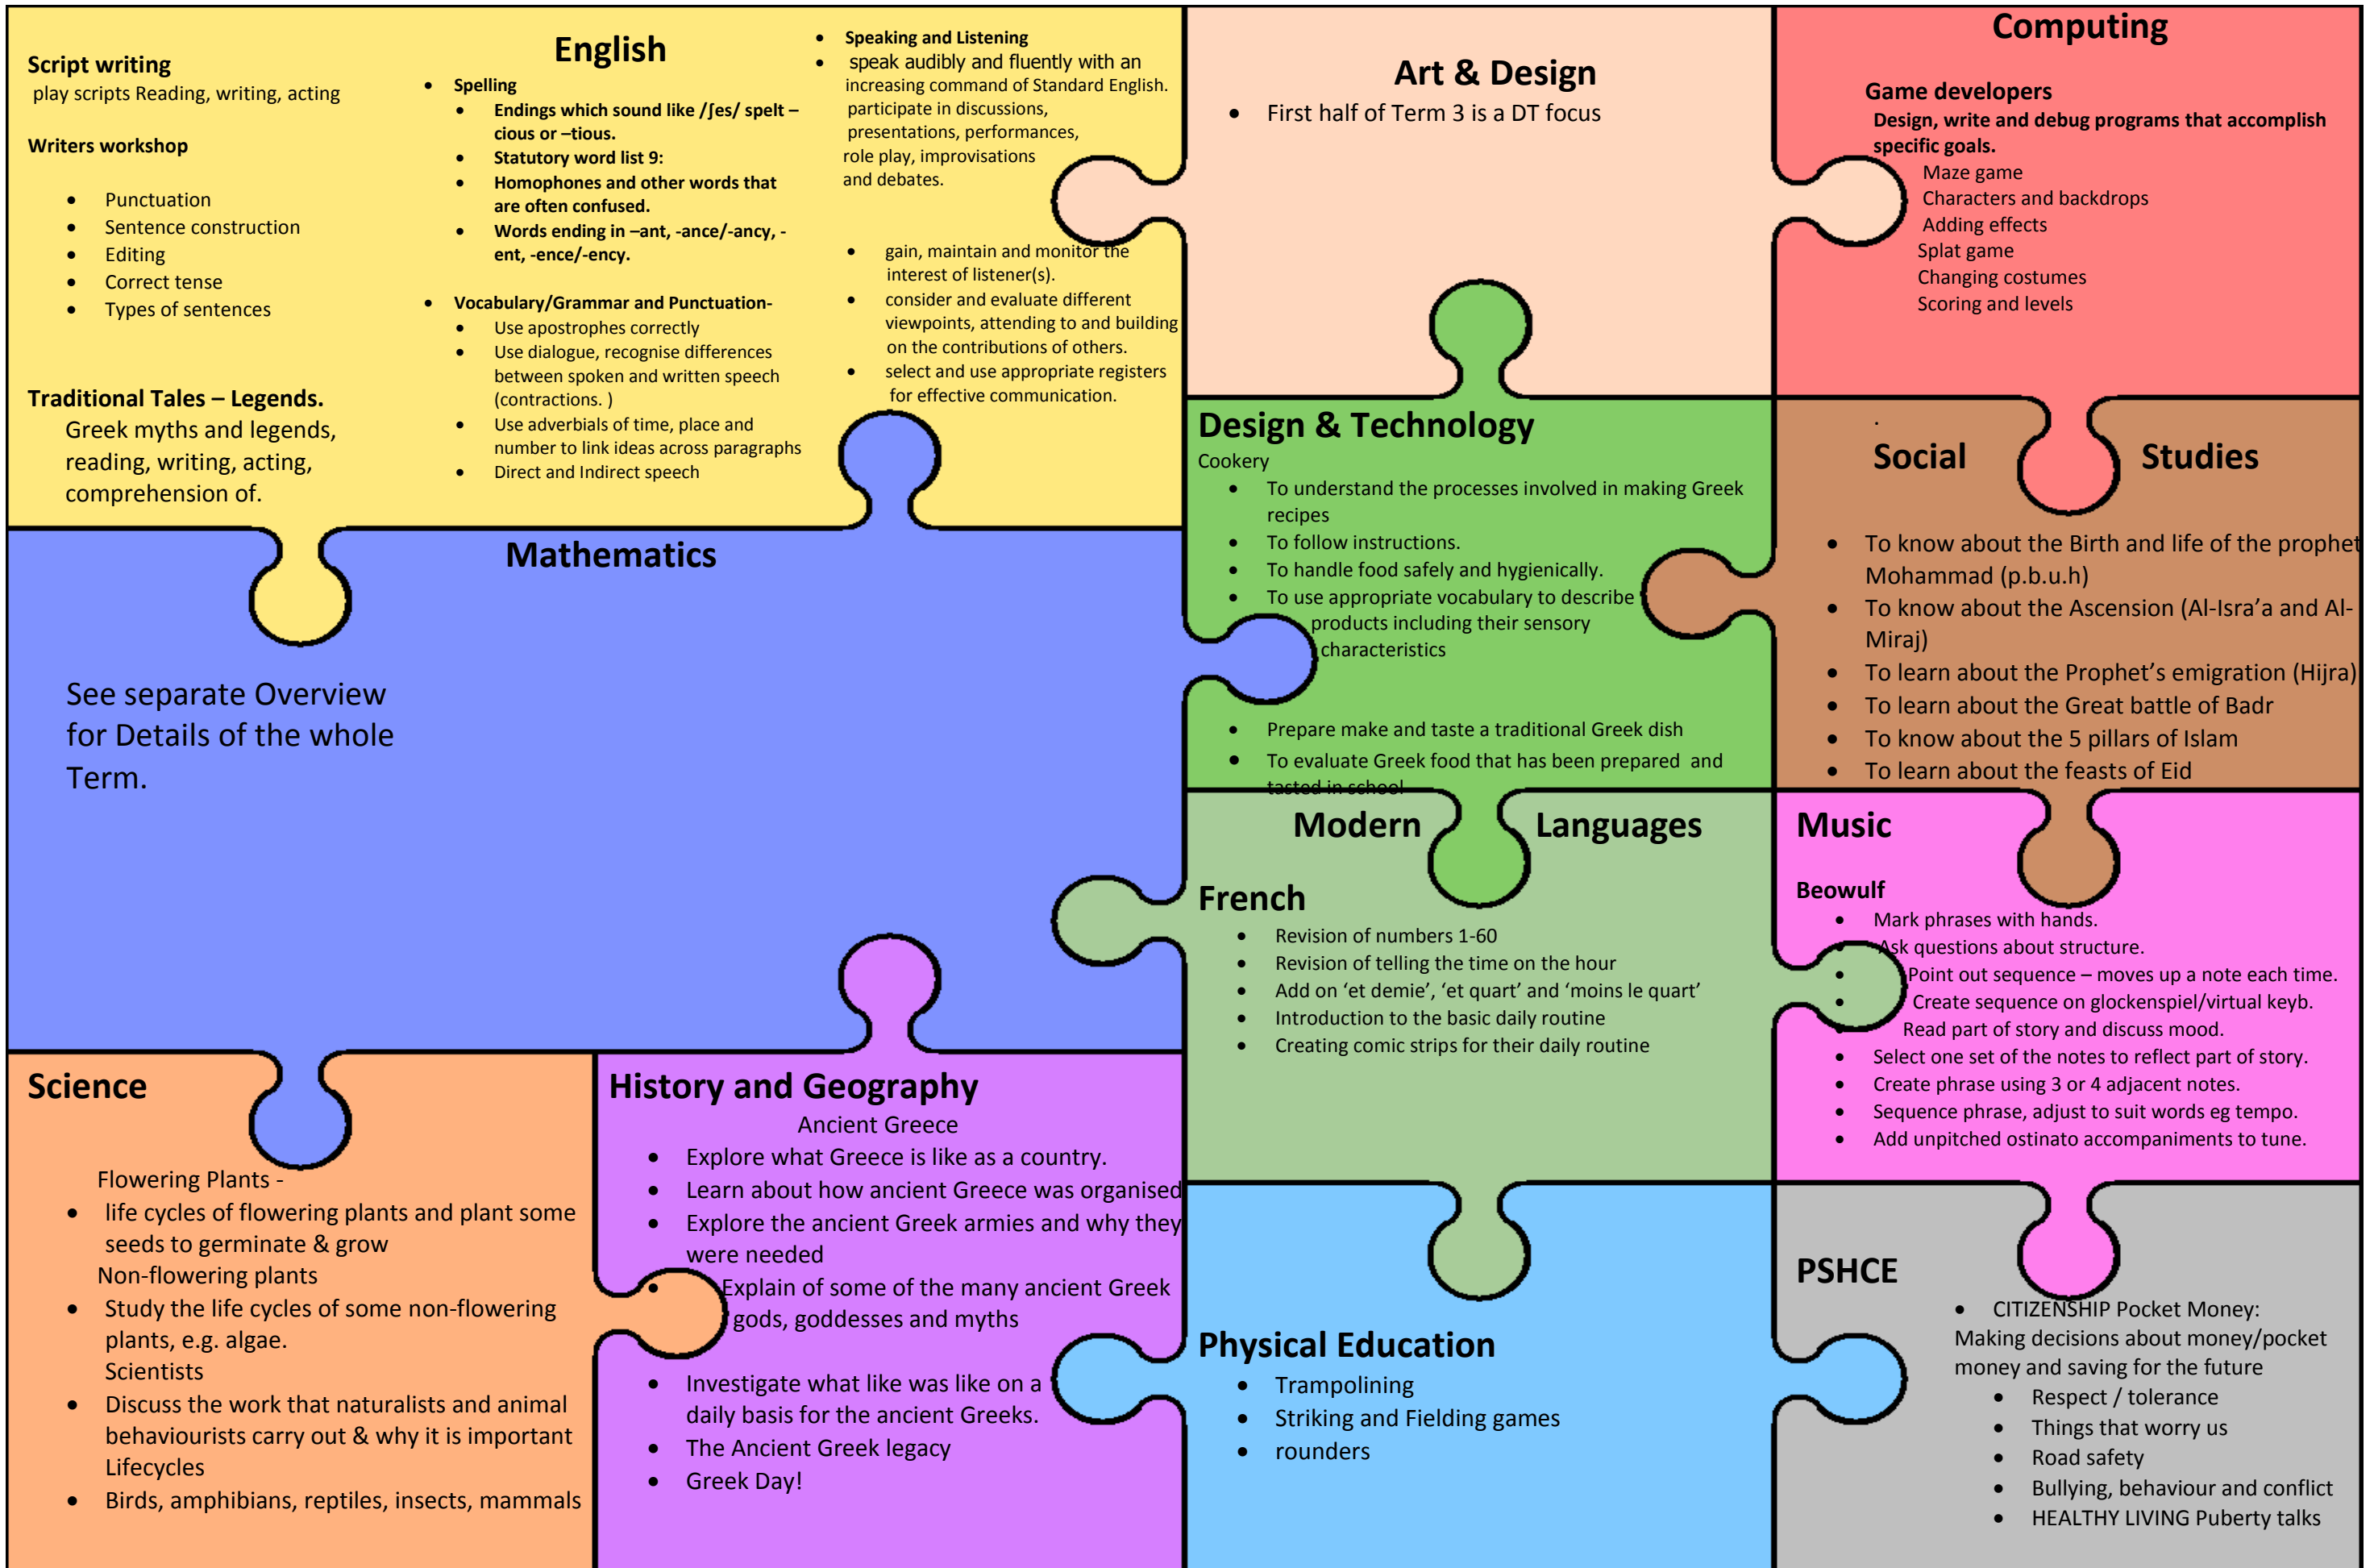 English
Script writing
play scripts Reading, writing, acting
Writers workshop
• Punctuation
• Sentence construction
• Editing
• Correct tense
• Types of sentences
Traditional Tales – Legends.
Greek myths and legends,
reading, writing, acting,
comprehension of.
• Spelling
• Endings which sound like /ʃes/ spelt –
cious or –tious.
• Statutory word list 9:
• Homophones and other words that
are often confused.
• Words ending in –ant, -ance/-ancy, -
ent, -ence/-ency.
• Vocabulary/Grammar and Punctuation-
• Use apostrophes correctly
• Use dialogue, recognise differences
between spoken and written speech
(contractions. )
• Use adverbials of time, place and
number to link ideas across paragraphs
• Direct and Indirect speech
• Speaking and Listening
• speak audibly and fluently with an
increasing command of Standard English.
participate in discussions,
presentations, performances,
role play, improvisations
and debates.
• gain, maintain and monitor the
interest of listener(s).
• consider and evaluate different
viewpoints, attending to and building
on the contributions of others.
• select and use appropriate registers
for effective communication.
Art & Design
• First half of Term 3 is a DT focus
Computing
Game developers
Design, write and debug programs that accomplish
specific goals.
Maze game
Characters and backdrops
Adding effects
Splat game
Changing costumes
Scoring and levels
Mathematics
See separate Overview
for Details of the whole
Term.
Design & Technology
Cookery
• To understand the processes involved in making Greek
recipes
• To follow instructions.
• To handle food safely and hygienically.
• To use appropriate vocabulary to describe
products including their sensory
characteristics
• Prepare make and taste a traditional Greek dish
• To evaluate Greek food that has been prepared and
tasted in school
.
Social Studies
• To know about the Birth and life of the prophet
Mohammad (p.b.u.h)
• To know about the Ascension (Al-Isra’a and Al-
Miraj)
• To learn about the Prophet’s emigration (Hijra)
• To learn about the Great battle of Badr
• To know about the 5 pillars of Islam
• To learn about the feasts of Eid
Modern Languages
French
• Revision of numbers 1-60
• Revision of telling the time on the hour
• Add on ‘et demie’, ‘et quart’ and ‘moins le quart’
• Introduction to the basic daily routine
• Creating comic strips for their daily routine
Music
Beowulf
• Mark phrases with hands.
• Ask questions about structure.
• Point out sequence – moves up a note each time.
• Create sequence on glockenspiel/virtual keyb.
• Read part of story and discuss mood.
• Select one set of the notes to reflect part of story.
• Create phrase using 3 or 4 adjacent notes.
• Sequence phrase, adjust to suit words eg tempo.
• Add unpitched ostinato accompaniments to tune.
Science
Flowering Plants -
• life cycles of flowering plants and plant some
seeds to germinate & grow
Non-flowering plants
• Study the life cycles of some non-flowering
plants, e.g. algae.
Scientists
• Discuss the work that naturalists and animal
behaviourists carry out & why it is important
Lifecycles
• Birds, amphibians, reptiles, insects, mammals
History and Geography
Ancient Greece
• Explore what Greece is like as a country.
• Learn about how ancient Greece was organised
• Explore the ancient Greek armies and why they
were needed
• Explain of some of the many ancient Greek
gods, goddesses and myths
• Investigate what like was like on a
daily basis for the ancient Greeks.
• The Ancient Greek legacy
• Greek Day!
Physical Education
• Trampolining
• Striking and Fielding games
• rounders
PSHCE
• CITIZENSHIP Pocket Money:
Making decisions about money/pocket
money and saving for the future
• Respect / tolerance
• Things that worry us
• Road safety
• Bullying, behaviour and conflict
• HEALTHY LIVING Puberty talks